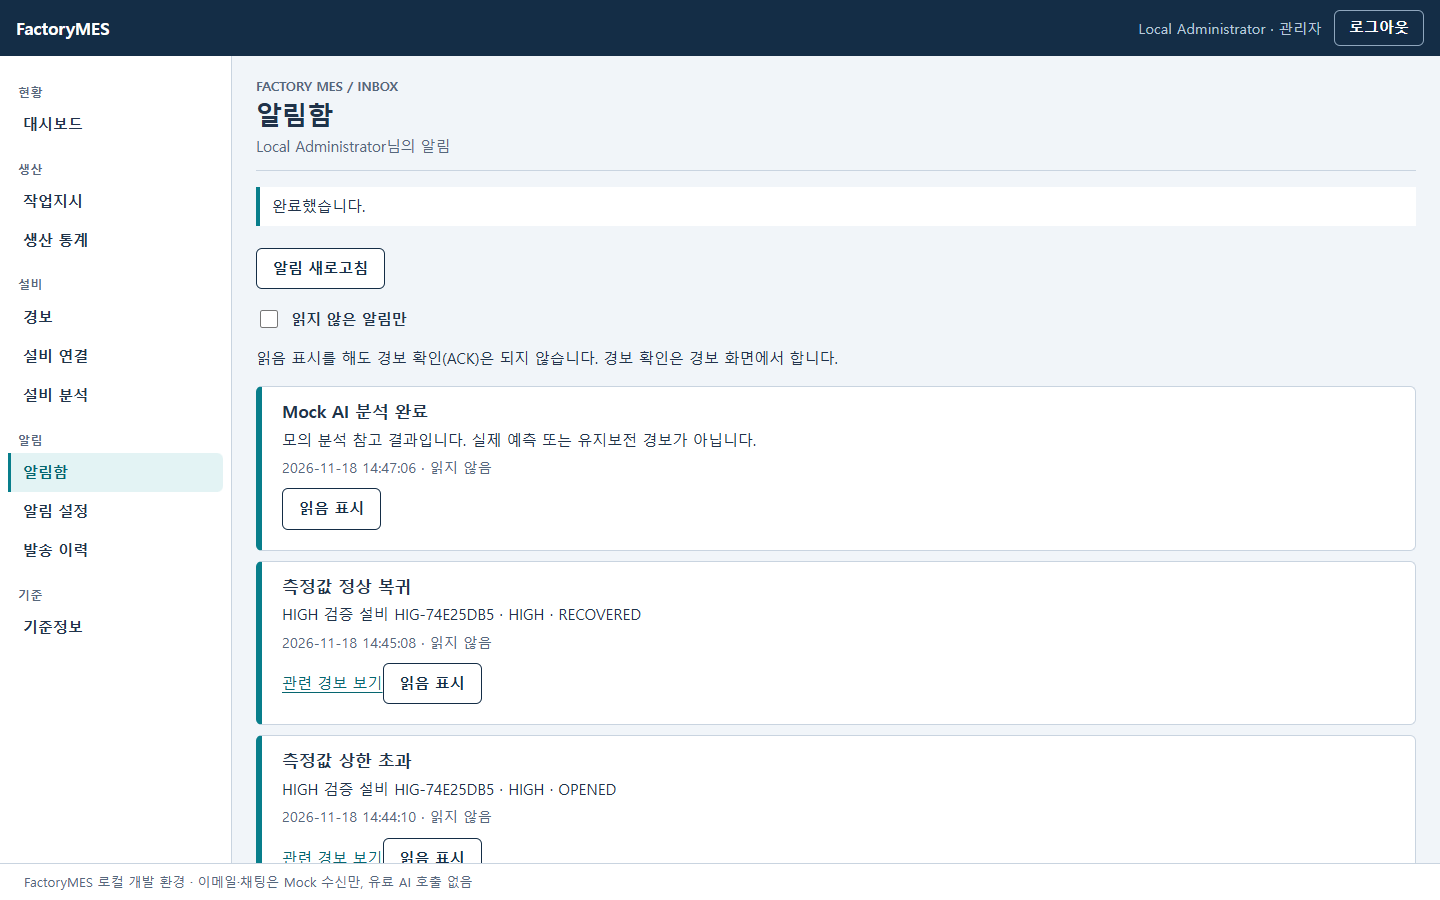 FactoryMES
Local Administrator · 관리자
로그아웃
현황
대시보드
생산
작업지시
생산 통계
설비
경보
설비 연결
설비 분석
알림
알림함
알림 설정
발송 이력
기준
기준정보
FACTORY MES / INBOX
알림함
Local Administrator님의 알림
완료했습니다.
알림 새로고침
읽지 않은 알림만
읽음 표시를 해도 경보 확인(ACK)은 되지 않습니다. 경보 확인은 경보 화면에서 합니다.
Mock AI 분석 완료
모의 분석 참고 결과입니다. 실제 예측 또는 유지보전 경보가 아닙니다.
2026-11-18 14:47:06 · 읽지 않음
읽음 표시
측정값 정상 복귀
HIGH 검증 설비 HIG-74E25DB5 · HIGH · RECOVERED
2026-11-18 14:45:08 · 읽지 않음
관련 경보 보기 읽음 표시
측정값 상한 초과
HIGH 검증 설비 HIG-74E25DB5 · HIGH · OPENED
2026-11-18 14:44:10 · 읽지 않음
관련 경보 보기 읽음 표시
FactoryMES 로컬 개발 환경 · 이메일·채팅은 Mock 수신만, 유료 AI 호출 없음